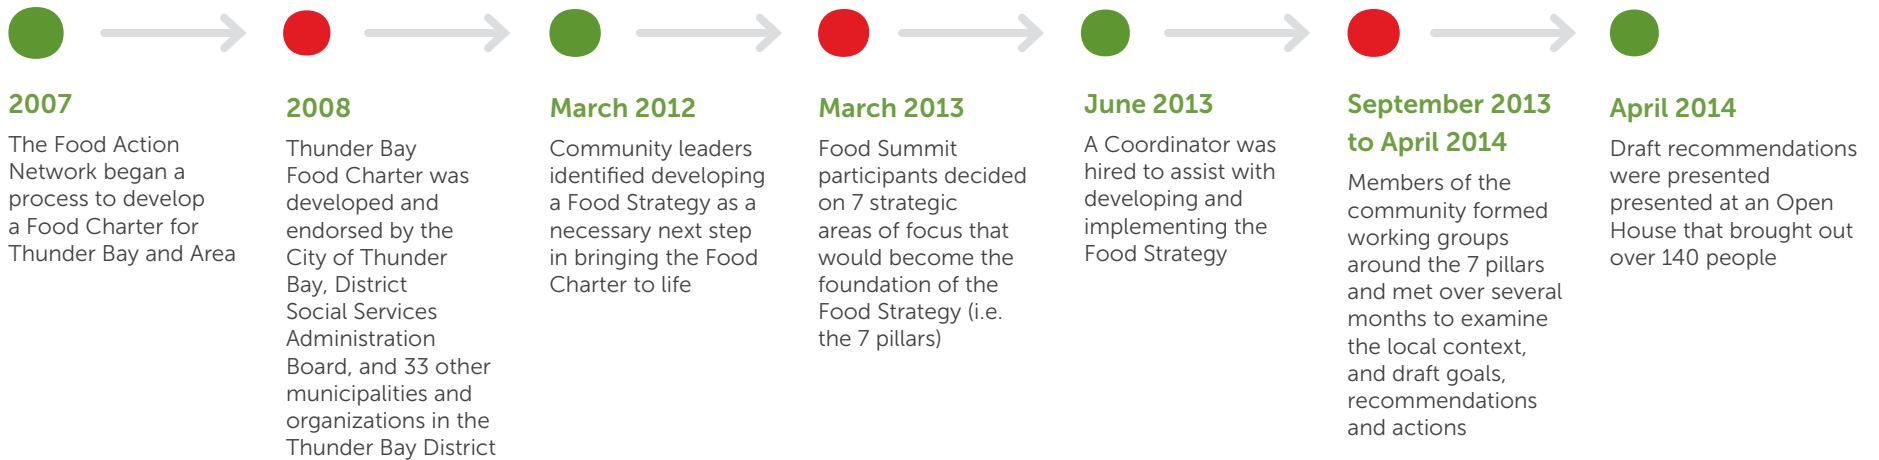 2007
The Food Action
Network began a
process to develop
a Food Charter for
Thunder Bay and Area
2008
Thunder Bay
Food Charter was
developed and
endorsed by the
City of Thunder
Bay, District
Social Services
Administration
Board, and 33 other
municipalities and
organizations in the
Thunder Bay District
March 2012
Community leaders
identified developing
a Food Strategy as a
necessary next step
in bringing the Food
Charter to life
March 2013
Food Summit
participants decided
on 7 strategic
areas of focus that
would become the
foundation of the
Food Strategy (i.e.
the 7 pillars)
June 2013
A Coordinator was
hired to assist with
developing and
implementing the
Food Strategy
September 2013
to April 2014
Members of the
community formed
working groups
around the 7 pillars
and met over several
months to examine
the local context,
and draft goals,
recommendations
and actions
April 2014
Draft recommendations
were presented
presented at an Open
House that brought out
over 140 people